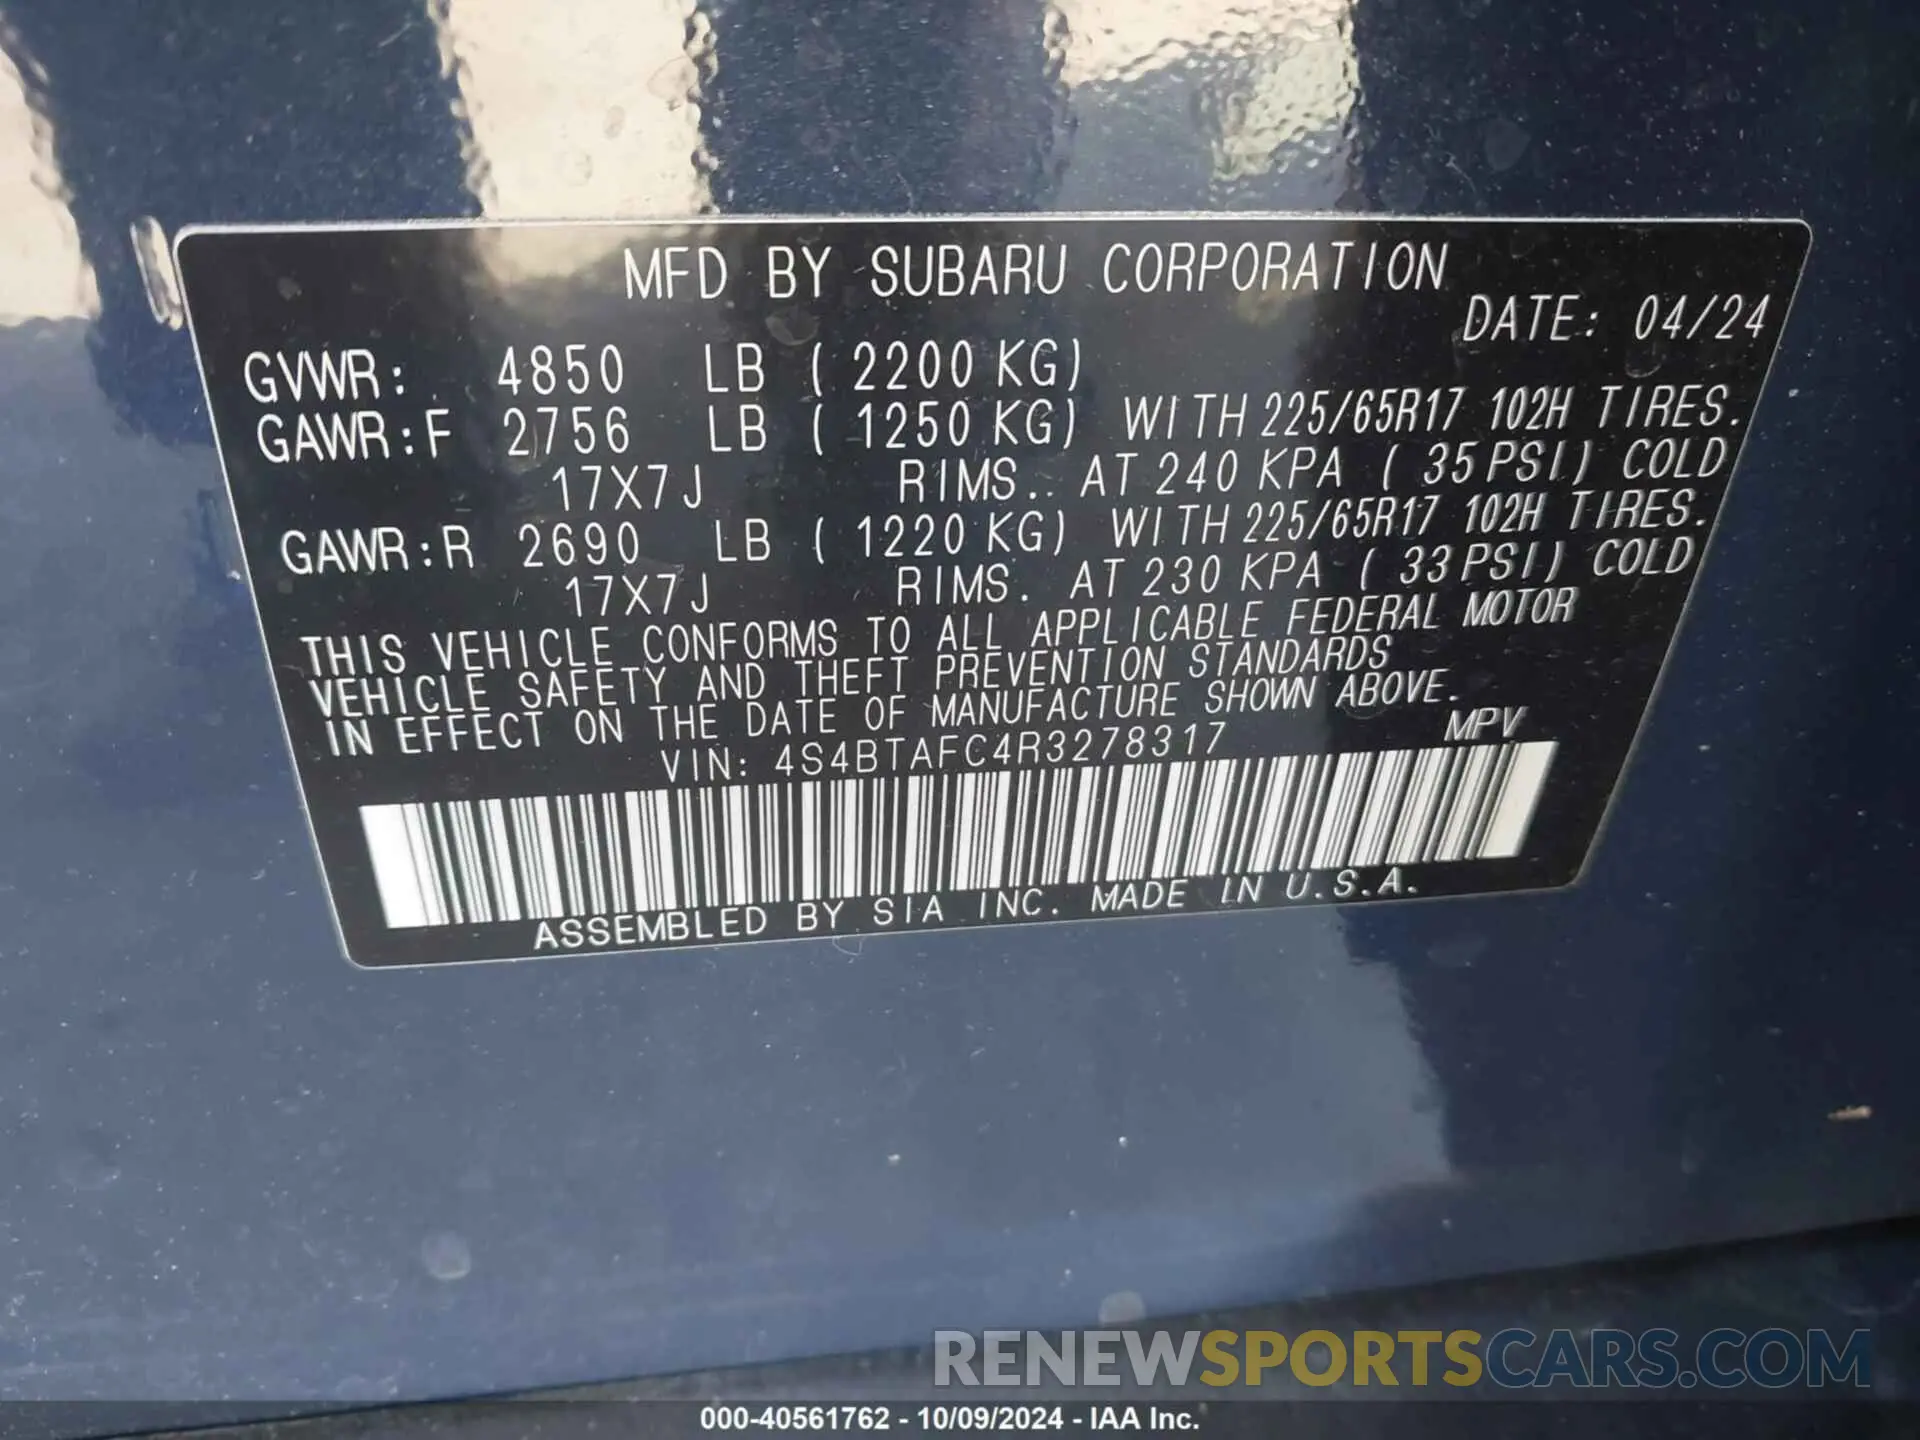 MFD BY SUBARU CORPORATION
DATE: 04/24
GVWR: 4850 LB ( 2200 KG)
GAWR:F 2756 LB ( 1250 KG) WITH 225/65R17 102H TIRES.
17X7J RIMS.. AT 240 KPA ( 35 PSI) COLD
GAWR:R 2690 LB ( 1220 KG) WITH 225/65R17 102H TIRES.
17X7J RIMS. AT 230 KPA ( 33 PSI) COLD
THIS VEHICLE CONFORMS TO ALL APPLICABLE FEDERAL MOTOR
VEHICLE SAFETY AND THEFT PREVENTION STANDARDS
IN EFFECT ON THE DATE OF MANUFACTURE SHOWN ABOVE.
VIN: 4S4BTAFC4R3278317 MPV
ASSEMBLED BY SIA INC. MADE IN U.S.A.
RENEWSPORTSCARS.COM
000-40561762 - 10/09/2024 - IAA Inc.